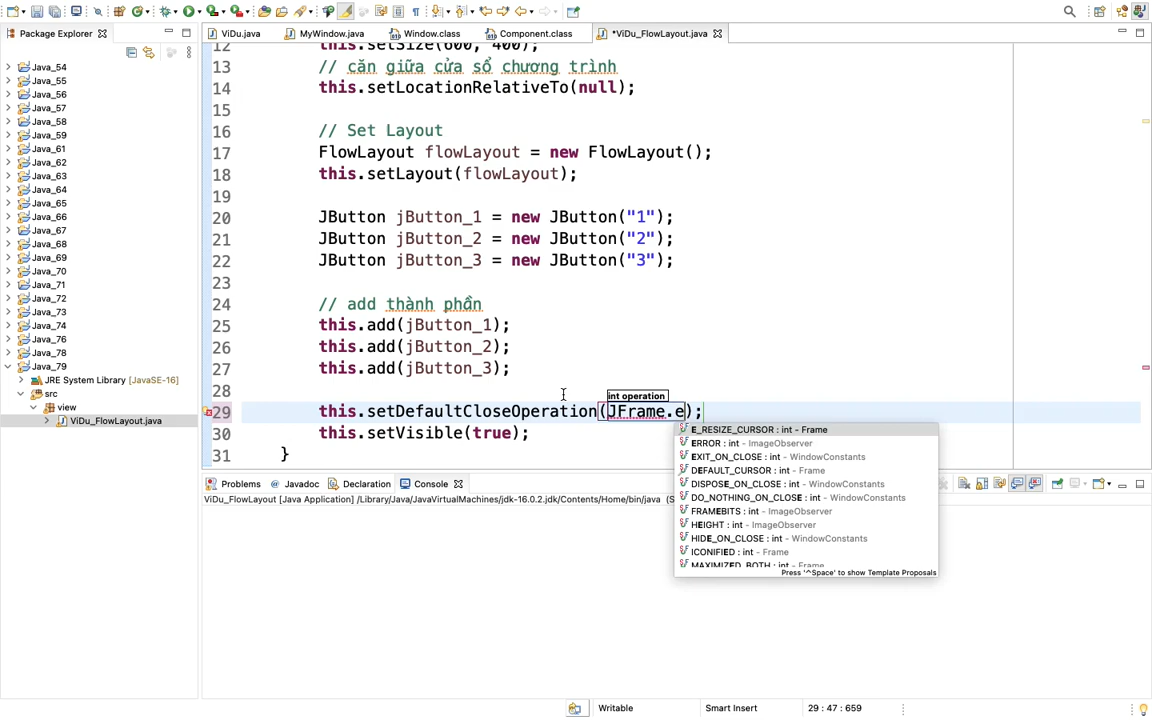 Package Explorer
ViDu.java
MyWindow.java
Window.class
Component.class
*ViDu_FlowLayout.java
Java_54
Java_55
Java_56
Java_57
Java_58
Java_59
Java_61
Java_62
Java_63
Java_64
Java_65
Java_66
Java_67
Java_68
Java_69
Java_70
Java_71
Java_72
Java_73
Java_74
Java_76
Java_78
Java_79
JRE System Library [JavaSE-16]
src
view
ViDu_FlowLayout.java
12 this.setSize(600, 400);
13 // căn giữa cửa sổ chương trình
14 this.setLocationRelativeTo(null);
15
16 // Set Layout
17 FlowLayout flowLayout = new FlowLayout();
18 this.setLayout(flowLayout);
19
20 JButton jButton_1 = new JButton("1");
21 JButton jButton_2 = new JButton("2");
22 JButton jButton_3 = new JButton("3");
23
24 // add thành phần
25 this.add(jButton_1);
26 this.add(jButton_2);
27 this.add(jButton_3);
28
int operation
29 this.setDefaultCloseOperation(JFrame.e);
30 this.setVisible(true);
31 }
E_RESIZE_CURSOR : int - Frame
ERROR : int - ImageObserver
EXIT_ON_CLOSE : int - WindowConstants
DEFAULT_CURSOR : int - Frame
DISPOSE_ON_CLOSE : int - WindowConstants
DO_NOTHING_ON_CLOSE : int - WindowConstants
FRAMEBITS : int - ImageObserver
HEIGHT : int - ImageObserver
HIDE_ON_CLOSE : int - WindowConstants
ICONIFIED : int - Frame
MAXIMIZED_BOTH : int - Frame
Press '^Space' to show Template Proposals
Problems
Javadoc
Declaration
Console
ViDu_FlowLayout [Java Application] /Library/Java/JavaVirtualMachines/jdk-16.0.2.jdk/Contents/Home/bin/java (S
Writable
Smart Insert
29 : 47 : 659